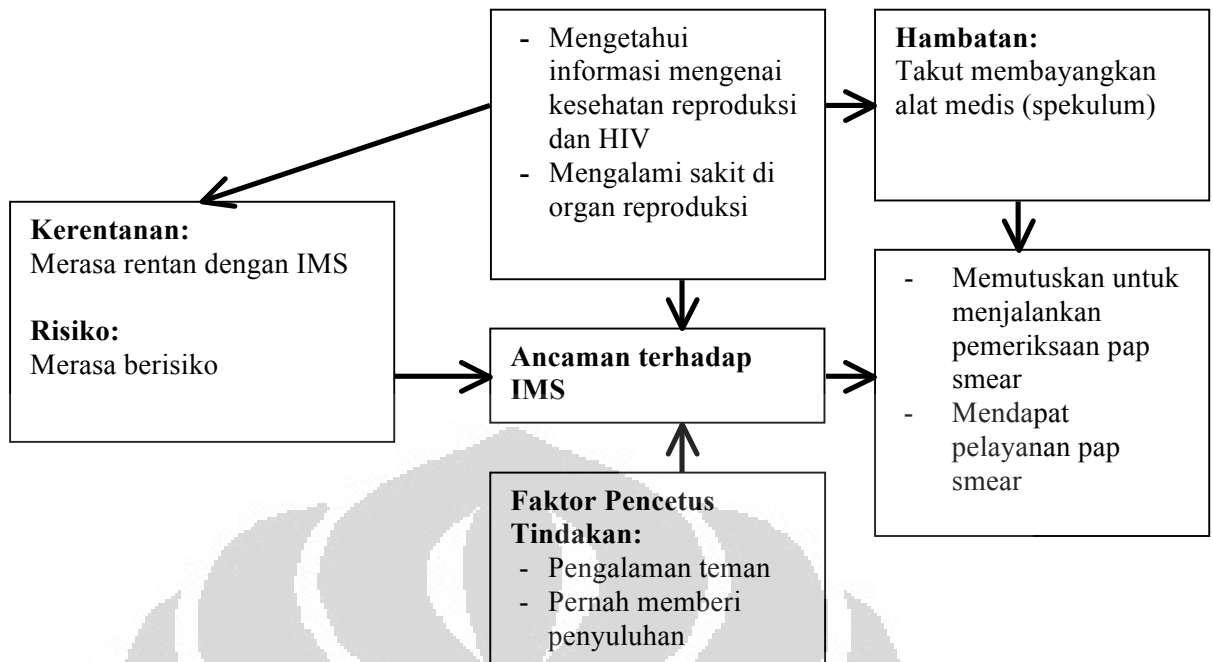 - Mengetahui
informasi mengenai
kesehatan reproduksi
dan HIV
- Mengalami sakit di
organ reproduksi
Hambatan:
Takut membayangkan
alat medis (spekulum)
Kerentanan:
Merasa rentan dengan IMS
Risiko:
Merasa berisiko
Ancaman terhadap
IMS
- Memutuskan untuk
menjalankan
pemeriksaan pap
smear
- Mendapat
pelayanan pap
smear
Faktor Pencetus
Tindakan:
- Pengalaman teman
- Pernah memberi
penyuluhan